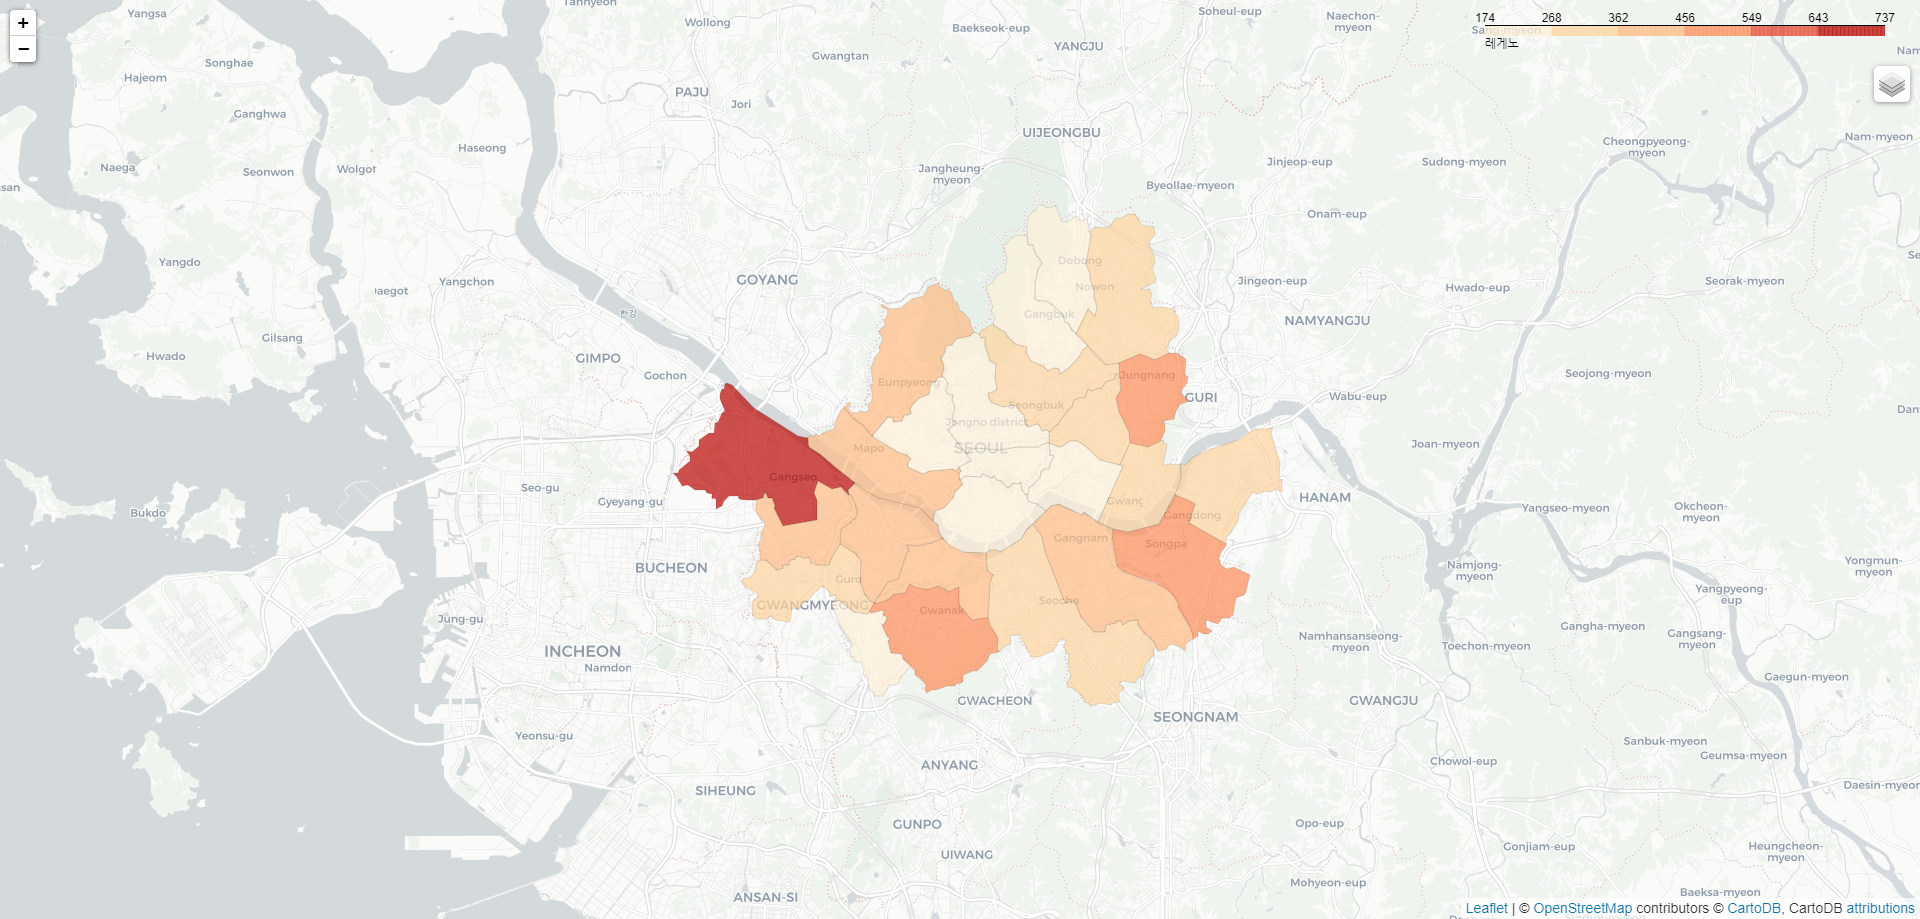 +
−
174 268 362 456 549 643 737
레게노
Yangsa
Tanhyeon
Wollong
Soheul-eup
Baekseok-eup
Naechon-
myeon
YANGJU
Gwangtan
Songhae
Hajeom
PAJU
Jori
Ganghwa
UIJEONGBU
Nam-myeon
Cheongpyeong-
myeon
Haseong
Jinjeop-eup
Sudong-myeon
Naega
Seonwon
Wolgot
Jangheung-
myeon
Byeollae-myeon
Onam-eup
Yangdo
Dobong
Yangchon
GOYANG
Nowon
Jingeon-eup
Hwado-eup
Seorak-myeon
한강
Gangbuk
NAMYANGJU
Gilsang
Hwado
GIMPO
Gochon
Eunpyeong
Jungnang
Seojong-myeon
GURI
Wabu-eup
Seongbuk
Jongno district
Mapo
SEOUL
Joan-myeon
Gangseo
Seo-gu
Gyeyang-gu
Gwang
HANAM
Bukdo
Gangdong
Yangseo-myeon
Okcheon-
myeon
Gangnam
Songpa
BUCHEON
Guro
Namjong-
myeon
Yongmun-
myeon
Yangpyeong-
eup
GWANGMYEONG
Seocho
Gwanak
Jung-gu
Gangha-myeon
Gangsang-
myeon
Namhansanseong-
myeon
Toechon-myeon
INCHEON
Namdon
Gaegun-myeon
GWACHEON
GWANGJU
SEONGNAM
Yeonsu-gu
Sanbuk-myeon
Geumsa-myeon
ANYANG
Chowol-eup
SIHEUNG
Daesin-myeon
GUNPO
Opo-eup
UIWANG
Gonjiam-eup
Heungcheon-
myeon
Mohyeon-eup
ANSAN-SI
Baeksa-myeon
Leaflet | © OpenStreetMap contributors © CartoDB, CartoDB attributions